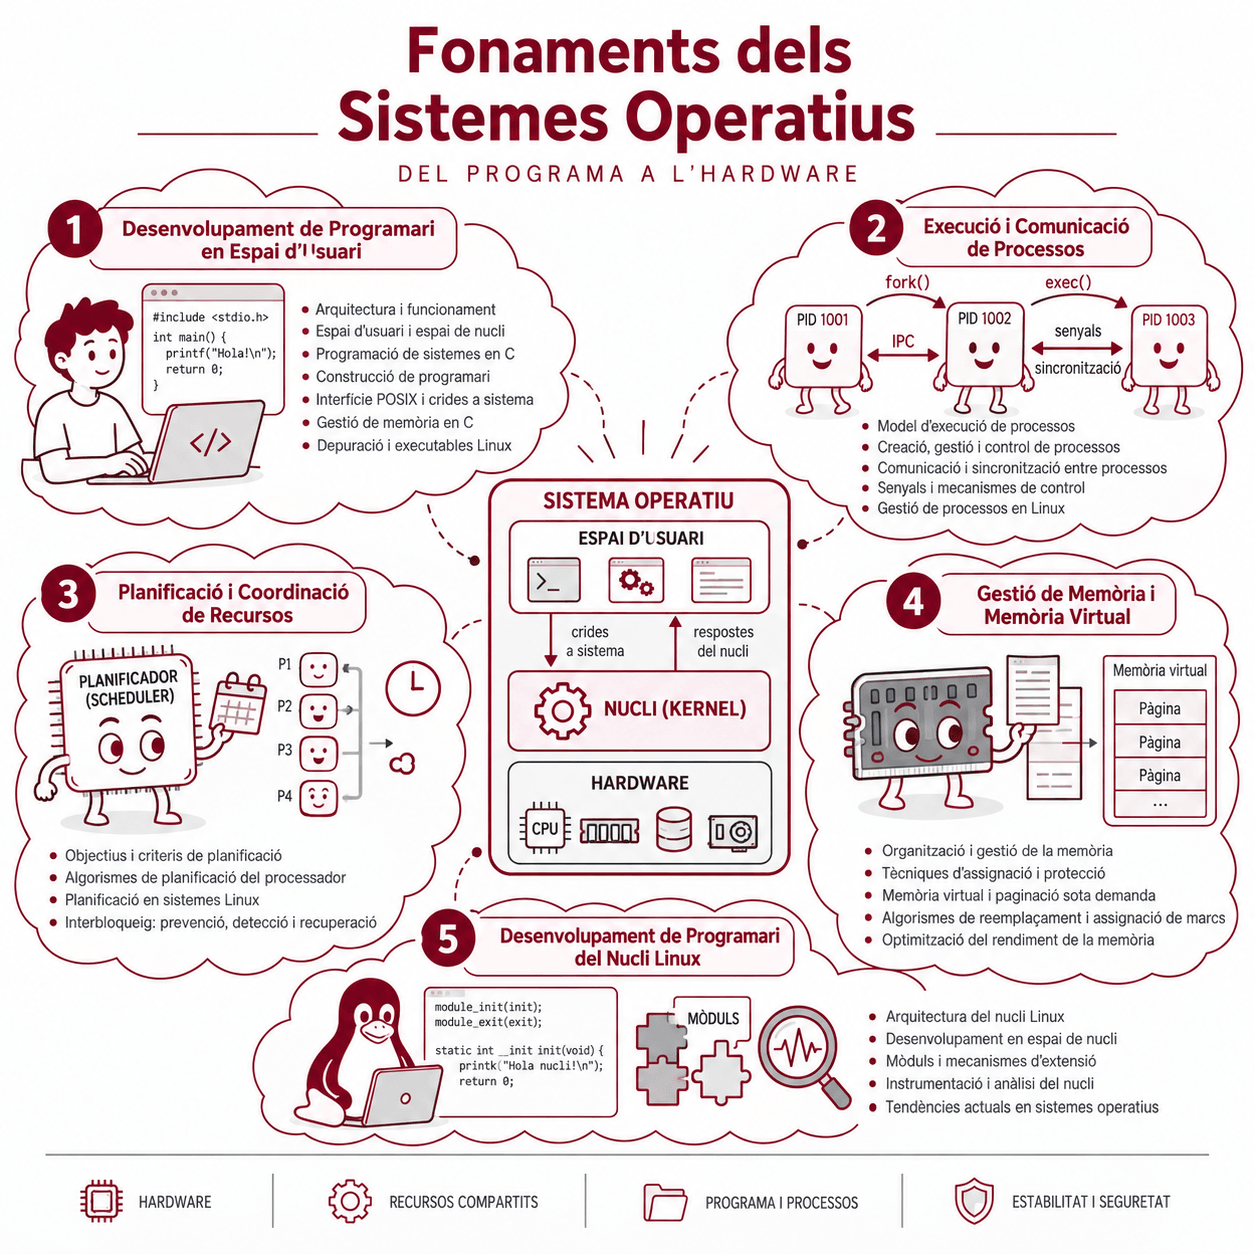 Fonaments dels
Sistemes Operatius
DEL PROGRAMA A L'HARDWARE
1
Desenvolupament de Programari
en Espai d'Usuari
#include <stdio.h>
int main() {
printf("Hola!\n");
return 0;
}
</>
• Arquitectura i funcionament
• Espai d'usuari i espai de nucli
• Programació de sistemes en C
• Construcció de programari
• Interfície POSIX i crides a sistema
• Gestió de memòria en C
• Depuració i executables Linux
2
Execució i Comunicació
de Processos
fork()
exec()
PID 1001
IPC
PID 1002
senyals
sincronització
PID 1003
• Model d'execució de processos
• Creació, gestió i control de processos
• Comunicació i sincronització entre processos
• Senyals i mecanismes de control
• Gestió de processos en Linux
SISTEMA OPERATIU
ESPAI D'USUARI
>_
crides
a sistema
respostes
del nucli
NUCLI (KERNEL)
HARDWARE
CPU
3
Planificació i Coordinació
de Recursos
PLANIFICADOR
(SCHEDULER)
P1
P2
P3
P4
• Objectius i criteris de planificació
• Algorismes de planificació del processador
• Planificació en sistemes Linux
• Interbloqueig: prevenció, detecció i recuperació
4
Gestió de Memòria i
Memòria Virtual
Memòria virtual
Pàgina
Pàgina
Pàgina
...
• Organització i gestió de la memòria
• Tècniques d'assignació i protecció
• Memòria virtual i paginació sota demanda
• Algorismes de reemplaçament i assignació de marcs
• Optimització del rendiment de la memòria
5
Desenvolupament de Programari
del Nucli Linux
module_init(init);
module_exit(exit);
static int __init init(void) {
printk("Hola nucli!\n");
return 0;
MÒDULS
• Arquitectura del nucli Linux
• Desenvolupament en espai de nucli
• Mòduls i mecanismes d'extensió
• Instrumentació i anàlisi del nucli
• Tendències actuals en sistemes operatius
HARDWARE
RECURSOS COMPARTITS
PROGRAMA I PROCESSOS
ESTABILITAT I SEGURETAT